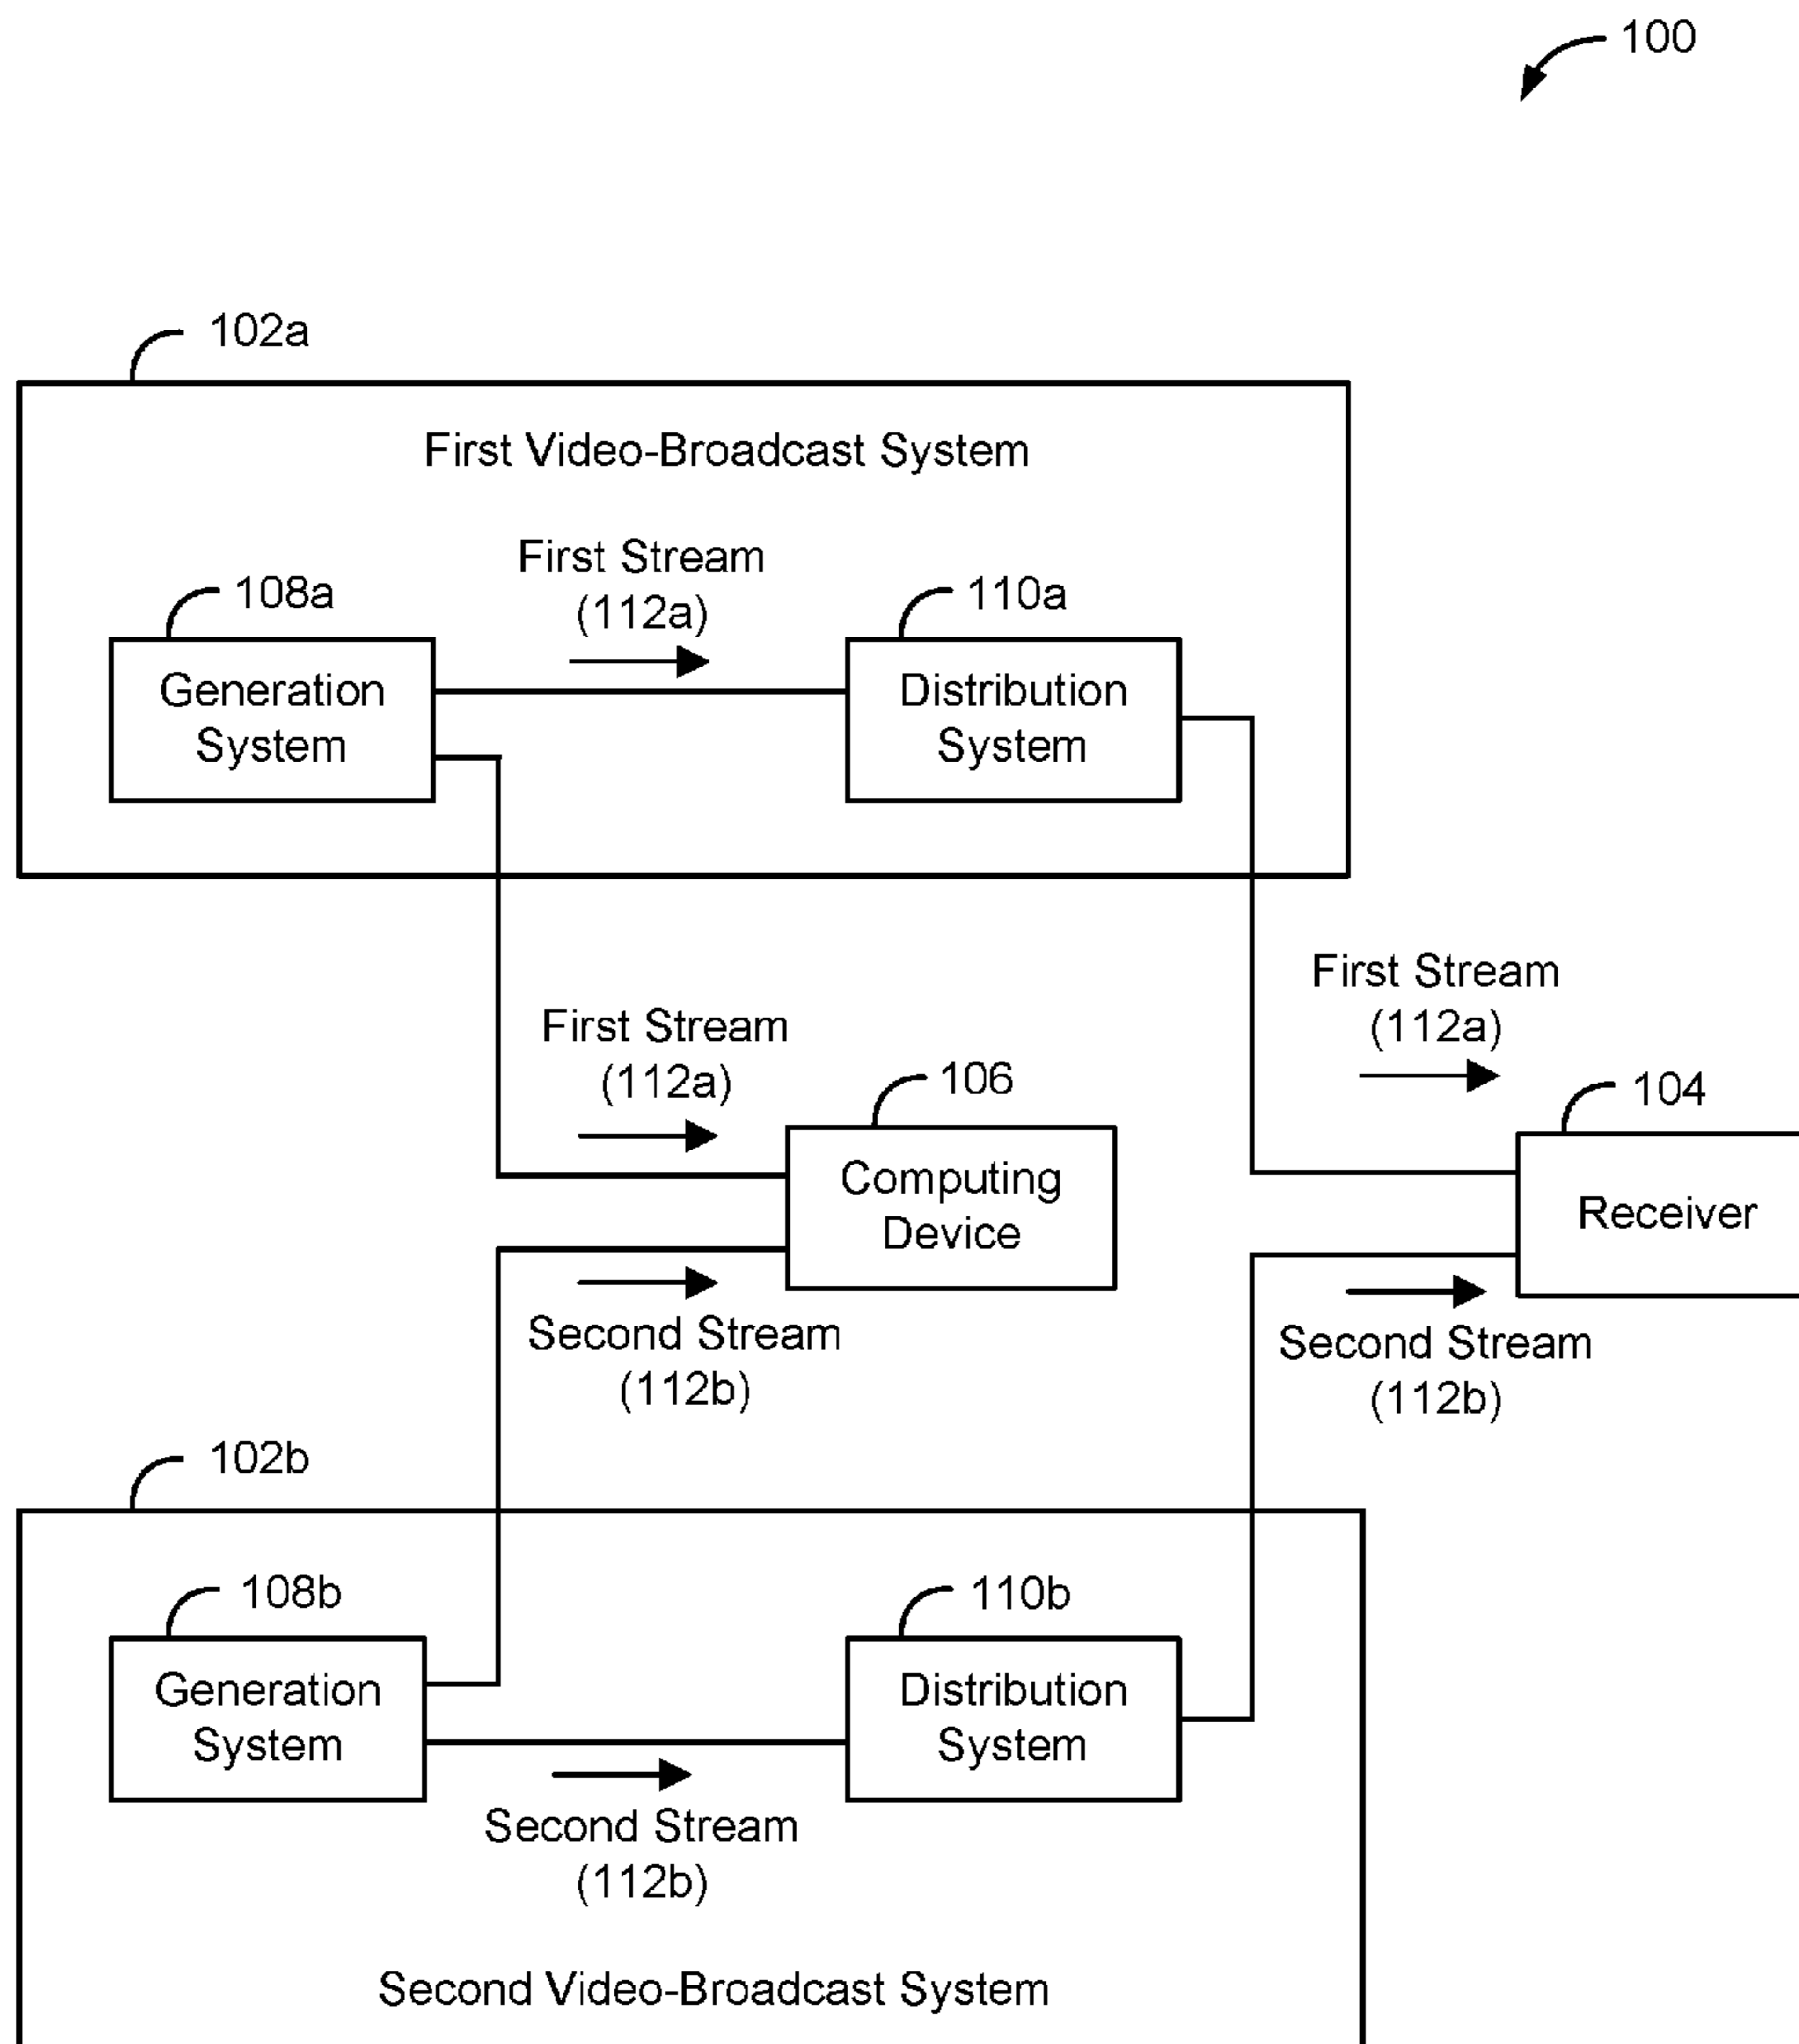 100
102a
First Video-Broadcast System
First Stream
(112a)
108a
110a
Generation
System
Distribution
System
First Stream
(112a)
First Stream
(112a)
106
104
Computing
Device
Receiver
Second Stream
(112b)
Second Stream
(112b)
102b
108b
110b
Generation
System
Distribution
System
Second Stream
(112b)
Second Video-Broadcast System